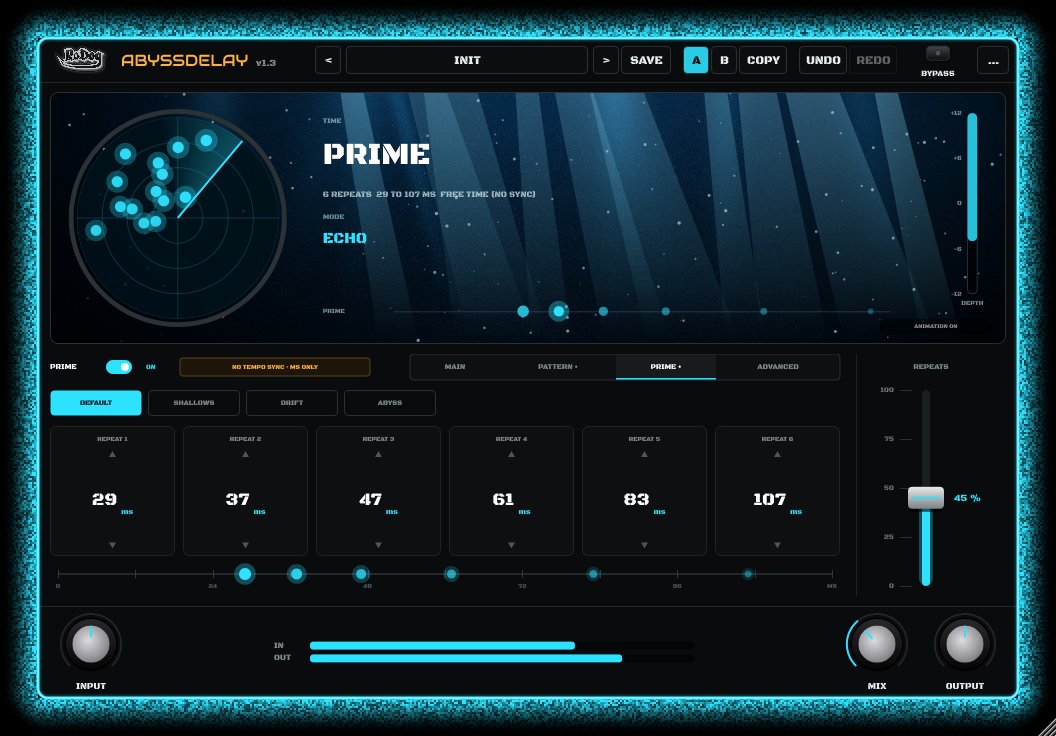 BaDog
ABYSSDELAY v1.3
< INIT > SAVE A B COPY UNDO REDO BYPASS ...
TIME
PRIME
6 REPEATS 29 TO 107 MS FREE TIME (NO SYNC)
MODE
ECHO
PRIME
+12
+6
0
-6
-12
DEPTH
ANIMATION ON
PRIME ON NO TEMPO SYNC · MS ONLY MAIN PATTERN • PRIME • ADVANCED
DEFAULT SHALLOWS DRIFT ABYSS
REPEAT 1 REPEAT 2 REPEAT 3 REPEAT 4 REPEAT 5 REPEAT 6
29 ms 37 ms 47 ms 61 ms 83 ms 107 ms
0 24 48 72 96 MS
REPEATS
100
75
50
45 %
25
0
IN
OUT
INPUT MIX OUTPUT